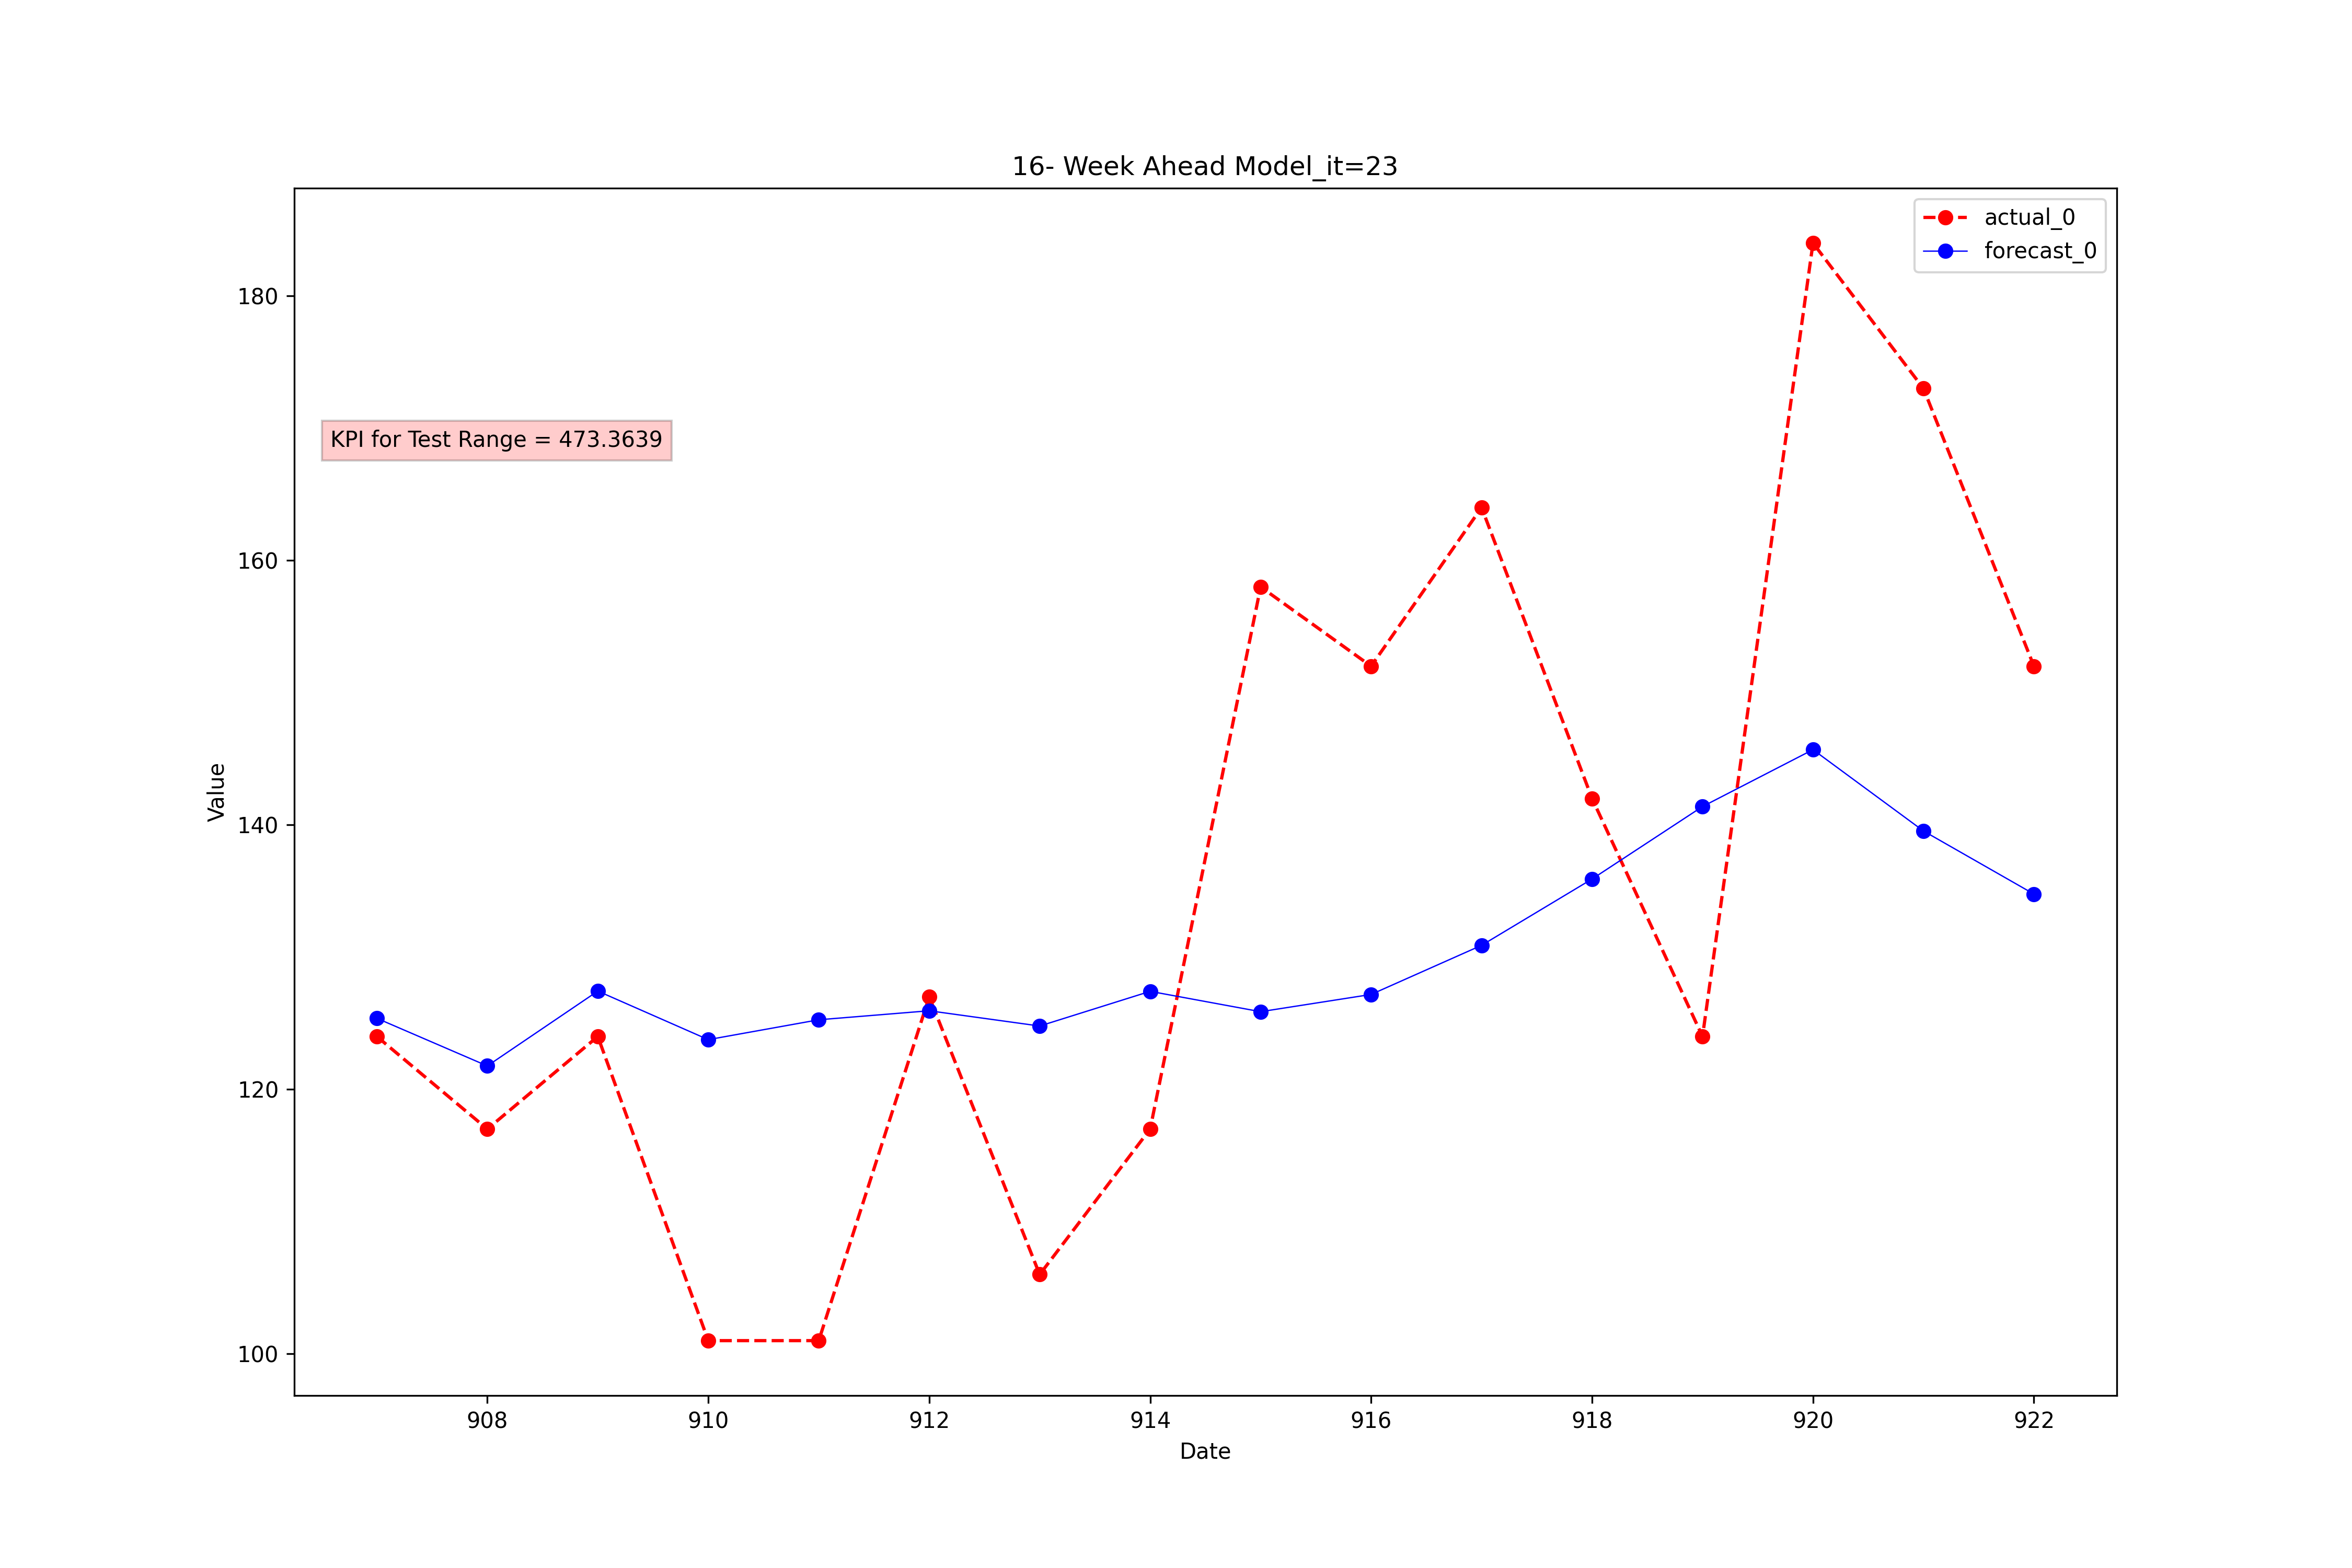 16- Week Ahead Model_it=23
actual_0
forecast_0
KPI for Test Range = 473.3639
Value
180
160
140
120
100
908 910 912 914 916 918 920 922
Date